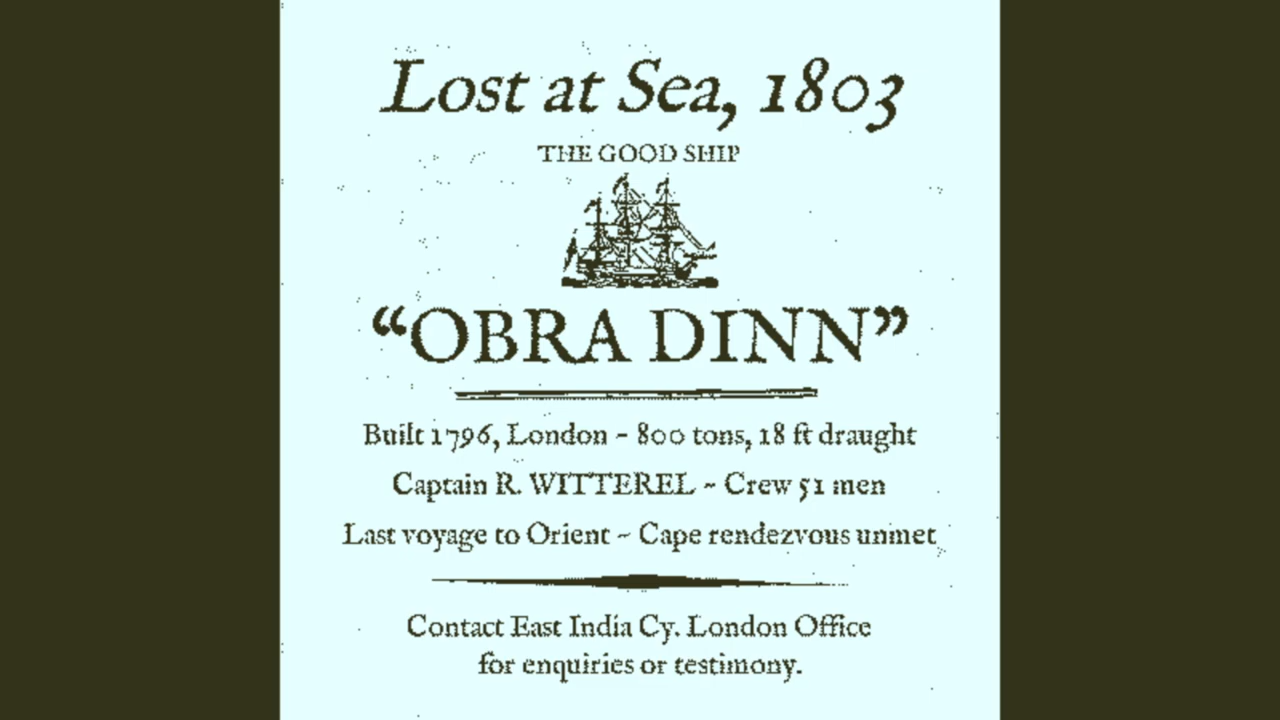 Lost at Sea, 1803
THE GOOD SHIP
“OBRA DINN”
Built 1796, London ~ 800 tons, 18 ft draught
Captain R. WITTEREL ~ Crew 51 men
Last voyage to Orient ~ Cape rendezvous unmet
Contact East India Cy. London Office
for enquiries or testimony.